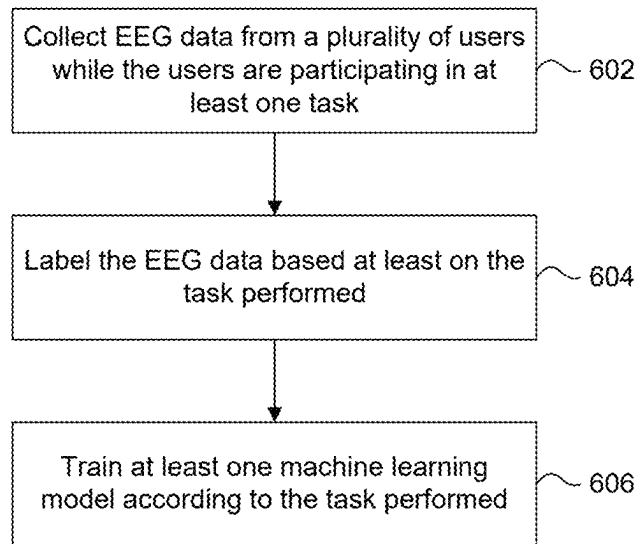 Collect EEG data from a plurality of users
while the users are participating in at
least one task
602
Label the EEG data based at least on the
task performed
604
Train at least one machine learning
model according to the task performed
606